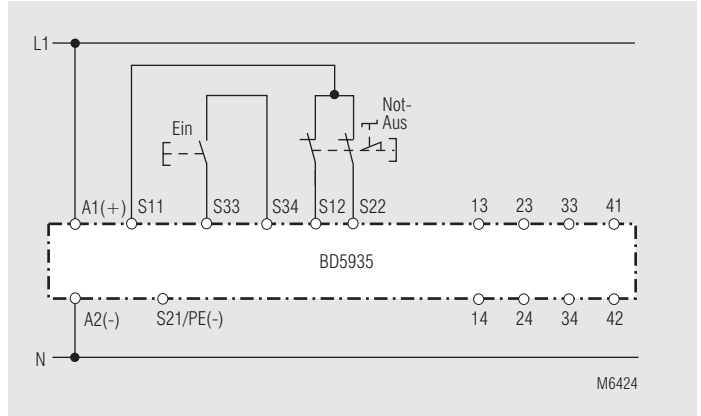 L1
Not-
Aus
Ein
A1(+) S11 S33 S34 S12 S22 13 23 33 41
BD5935
A2(-) S21/PE(-) 14 24 34 42
N
M6424